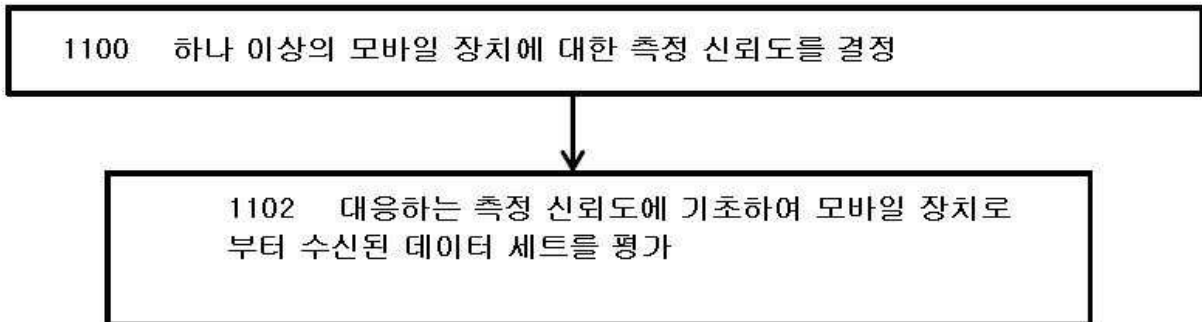 1100 하나 이상의 모바일 장치에 대한 측정 신뢰도를 결정
1102 대응하는 측정 신뢰도에 기초하여 모바일 장치로
부터 수신된 데이터 세트를 평가